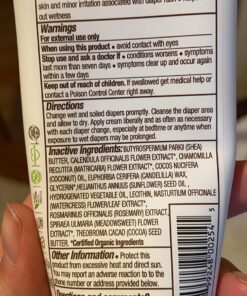 skin and minor irritation associated with diaper rash
out wetness
Warnings
For external use only
When using this product • avoid contact with eyes
Stop use and ask a doctor if • conditions worsens • symptoms
last more than seven days • symptoms clear up and occur again
within a few days
Keep out of reach of children. If swallowed get medical help or
contact a Poison Control Center right away.
Directions
Change wet and soiled diapers promptly. Cleanse the diaper area
and allow to dry. Apply cream liberally and as often as necessary
with each diaper change, especially at bedtime or anytime
when exposure to wet diapers may be prolonged.
Inactive Ingredients: BUTYROSPERMUM PARKII (SHEA)
BUTTER, CALENDULA OFFICINALIS FLOWER EXTRACT*, CHAMOMILLA
RECUTITA (MATRICARIA) FLOWER EXTRACT*, COCOS NUCIFERA
(COCONUT) OIL, EUPHORBIA CERIFERA (CANDELILLA) WAX,
GLYCERIN*, HELIANTHUS ANNUUS (SUNFLOWER) SEED OIL,
HYDROGENATED VEGETABLE OIL, LECITHIN, NASTURTIUM OFFICINALE
(WATERCRESS) FLOWER/LEAF EXTRACT*,
ROSMARINUS OFFICINALIS (ROSEMARY) EXTRACT,
SPIRAEA ULMARIA (MEADOWSWEET) FLOWER
EXTRACT*, THEOBROMA CACAO (COCOA) SEED
BUTTER. *Certified Organic Ingredients
Other Information • Protect this
product from excessive heat and direct sun.
You may report an adverse reaction to to the
phone number or address provided below.